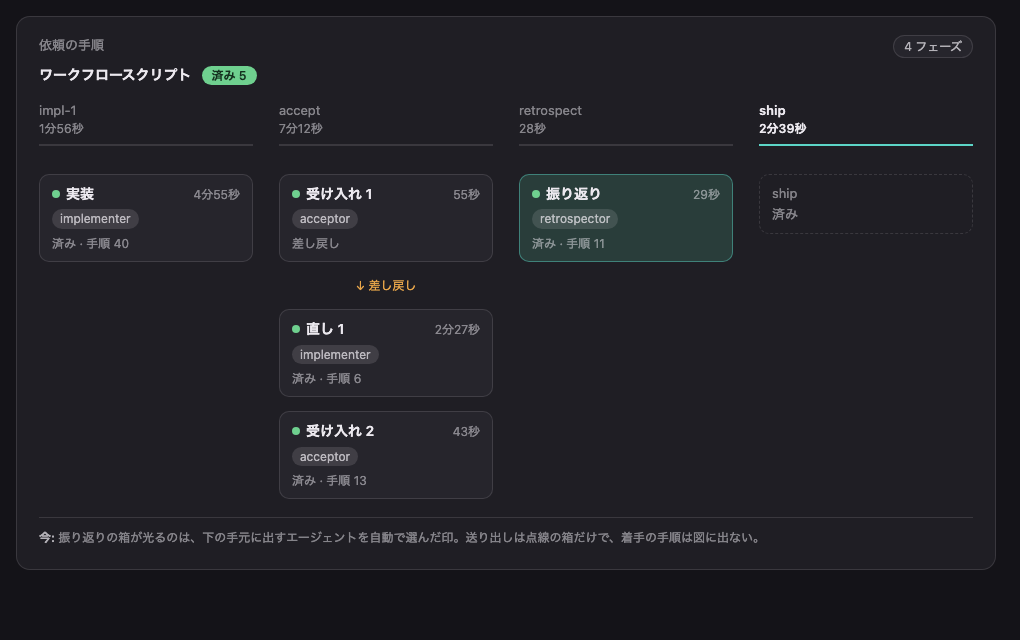 依頼の手順
4 フェーズ
ワークフロースクリプト 済み 5
impl-1
1分56秒
accept
7分12秒
retrospect
28秒
ship
2分39秒
実装 4分55秒
implementer
済み · 手順 40
受け入れ 1 55秒
acceptor
差し戻し
↓ 差し戻し
直し 1 2分27秒
implementer
済み · 手順 6
受け入れ 2 43秒
acceptor
済み · 手順 13
振り返り 29秒
retrospector
済み · 手順 11
ship
済み
今: 振り返りの箱が光るのは、下の手元に出すエージェントを自動で選んだ印。送り出しは点線の箱だけで、着手の手順は図に出ない。